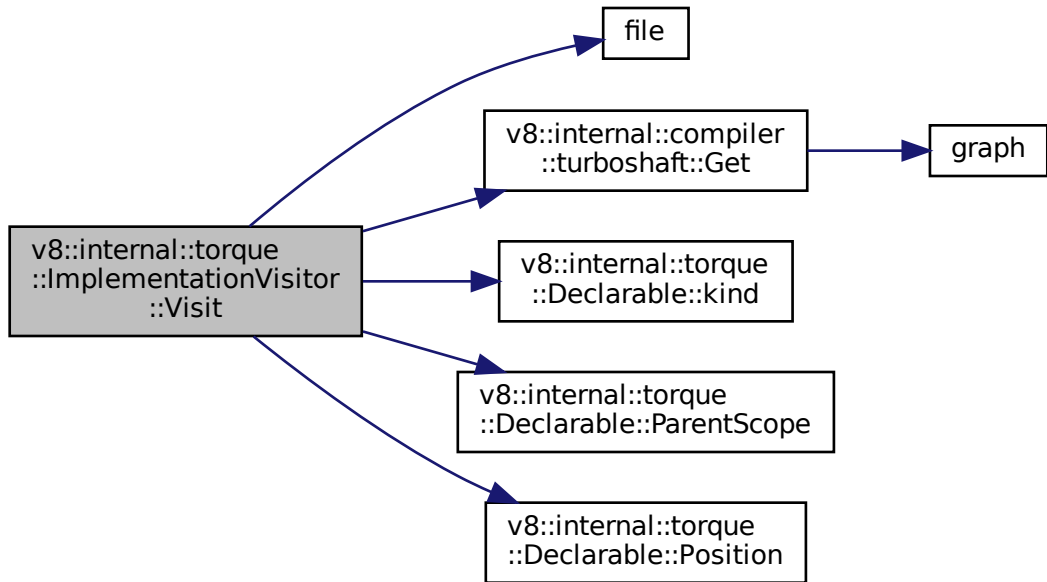 file
v8::internal::compiler
::turboshaft::Get
graph
v8::internal::torque
::ImplementationVisitor
::Visit
v8::internal::torque
::Declarable::kind
v8::internal::torque
::Declarable::ParentScope
v8::internal::torque
::Declarable::Position